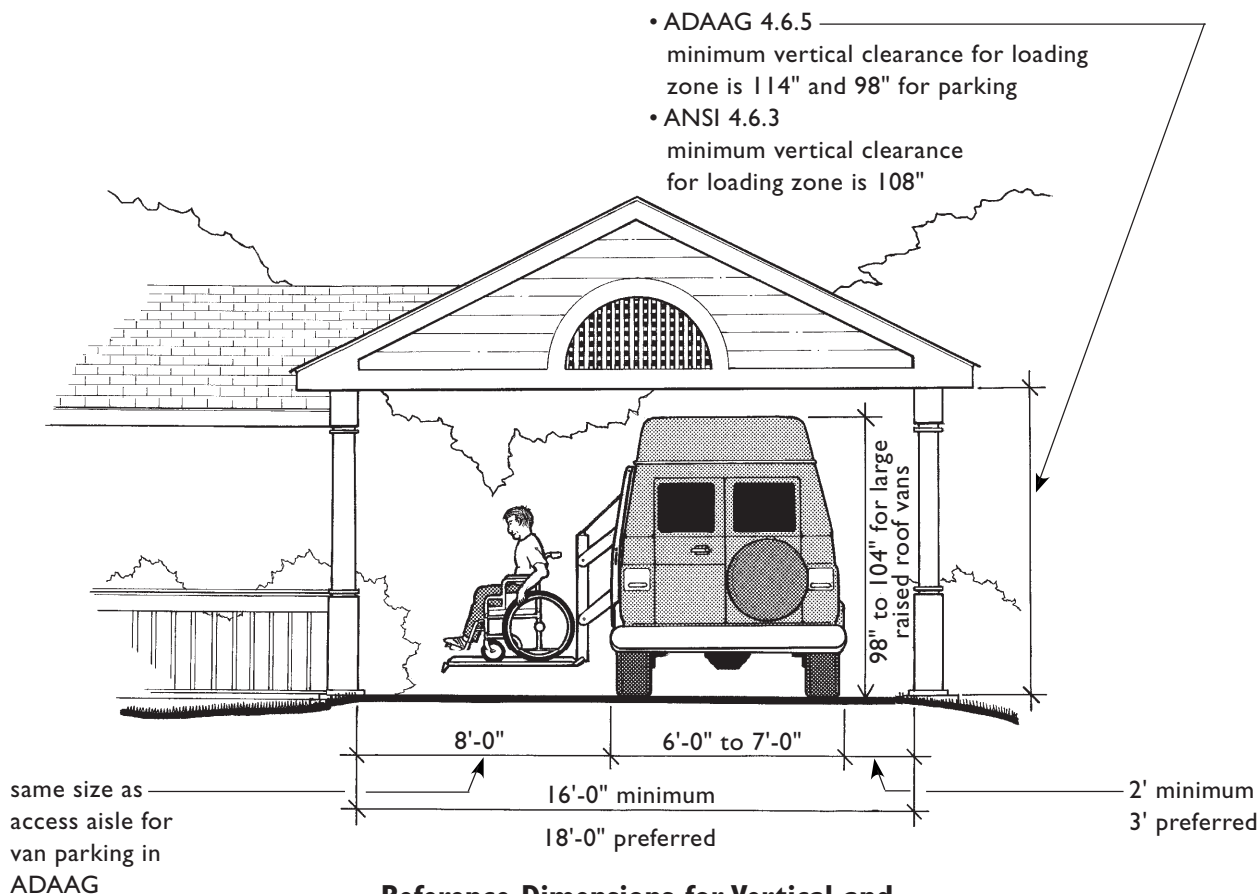 • ADAAG 4.6.5
minimum vertical clearance for loading
zone is 114" and 98" for parking
• ANSI 4.6.3
minimum vertical clearance
for loading zone is 108"
98" to 104" for large
raised roof vans
8'-0"
6'-0" to 7'-0"
same size as
access aisle for
van parking in
ADAAG
16'-0" minimum
18'-0" preferred
2' minimum
3' preferred
Reference Dimensions for Vertical and